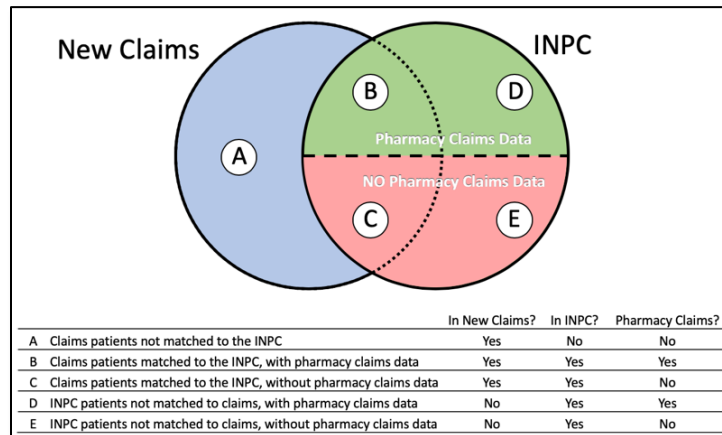 New Claims
INPC
B
D
Pharmacy Claims Data
A
NO Pharmacy Claims Data
C
E
In New Claims? In INPC? Pharmacy Claims?
A Claims patients not matched to the INPC Yes No No
B Claims patients matched to the INPC, with pharmacy claims data Yes Yes Yes
C Claims patients matched to the INPC, without pharmacy claims data Yes Yes No
D INPC patients not matched to claims, with pharmacy claims data No Yes Yes
E INPC patients not matched to claims, without pharmacy claims data No Yes No